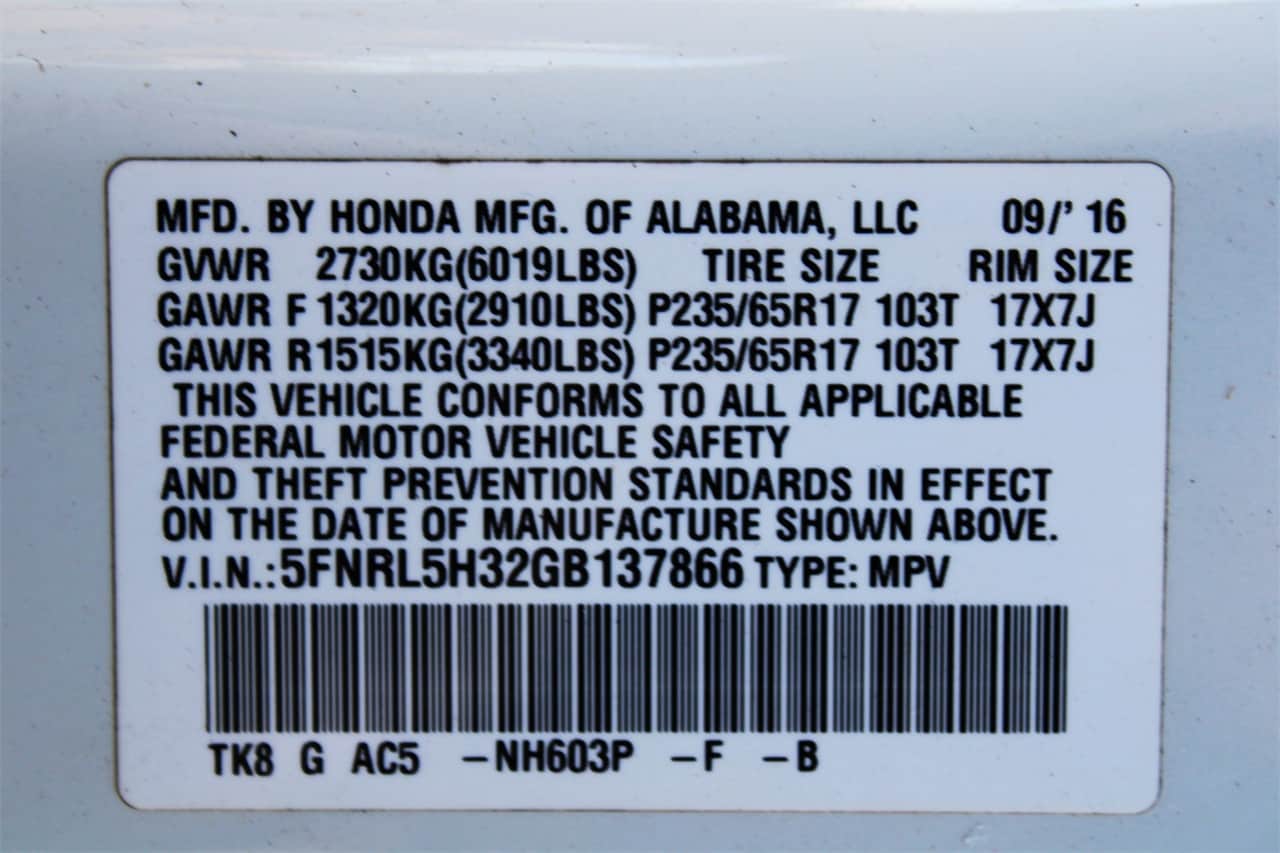 MFD. BY HONDA MFG. OF ALABAMA, LLC 09/' 16
GVWR 2730KG(6019LBS) TIRE SIZE RIM SIZE
GAWR F 1320KG(2910LBS) P235/65R17 103T 17X7J
GAWR R 1515KG(3340LBS) P235/65R17 103T 17X7J
THIS VEHICLE CONFORMS TO ALL APPLICABLE
FEDERAL MOTOR VEHICLE SAFETY
AND THEFT PREVENTION STANDARDS IN EFFECT
ON THE DATE OF MANUFACTURE SHOWN ABOVE.
V.I.N.:5FNRL5H32GB137866 TYPE: MPV
TK8 G AC5 -NH603P -F -B